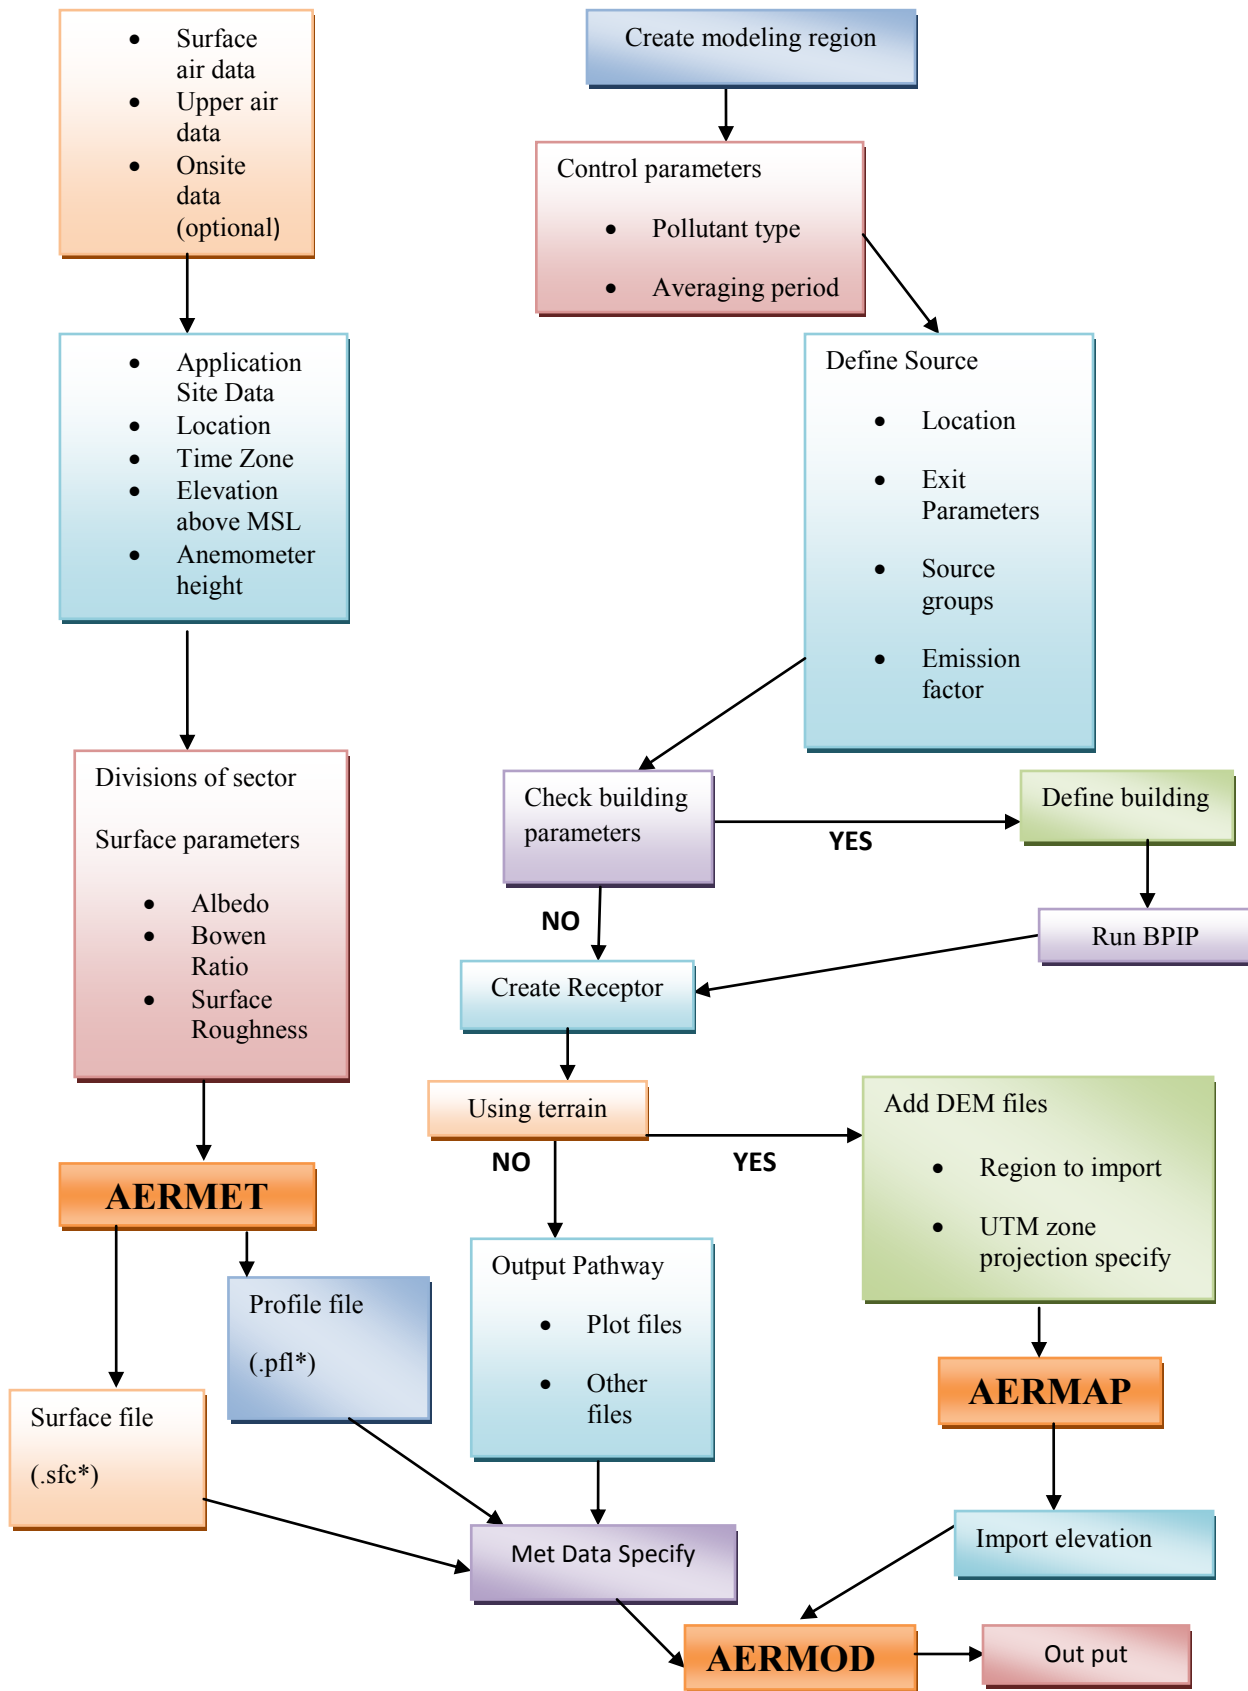 • Surface
air data
• Upper air
data
• Onsite
data
(optional)
Create modeling region
Control parameters
• Pollutant type
• Averaging period
• Application
Site Data
• Location
• Time Zone
• Elevation
above MSL
• Anemometer
height
Define Source
• Location
• Exit
Parameters
• Source
groups
• Emission
factor
Divisions of sector
Surface parameters
• Albedo
• Bowen
Ratio
• Surface
Roughness
Check building
parameters
YES
Define building
NO
Run BPIP
Create Receptor
Using terrain
NO
YES
Add DEM files
• Region to import
• UTM zone
projection specify
AERMET
Output Pathway
• Plot files
• Other
files
Profile file
(.pfl*)
Surface file
(.sfc*)
AERMAP
Import elevation
Met Data Specify
AERMOD
Out put